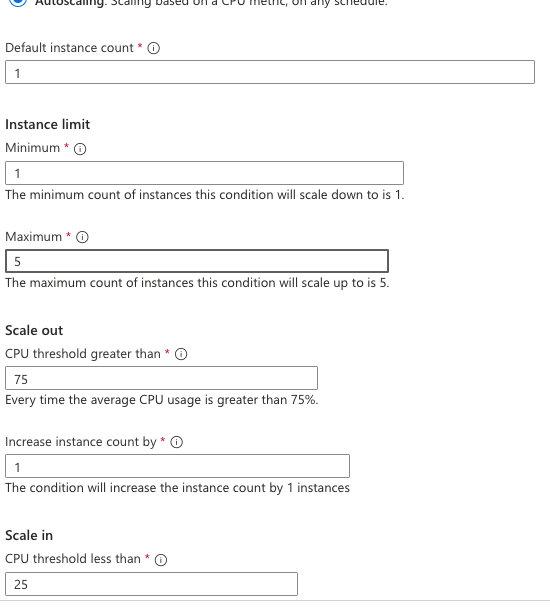 Autoscaling: Scaling based on a CPU metric, on any schedule.
Default instance count *
1
Instance limit
Minimum *
1
The minimum count of instances this condition will scale down to is 1.
Maximum *
5
The maximum count of instances this condition will scale up to is 5.
Scale out
CPU threshold greater than *
75
Every time the average CPU usage is greater than 75%.
Increase instance count by *
1
The condition will increase the instance count by 1 instances
Scale in
CPU threshold less than *
25